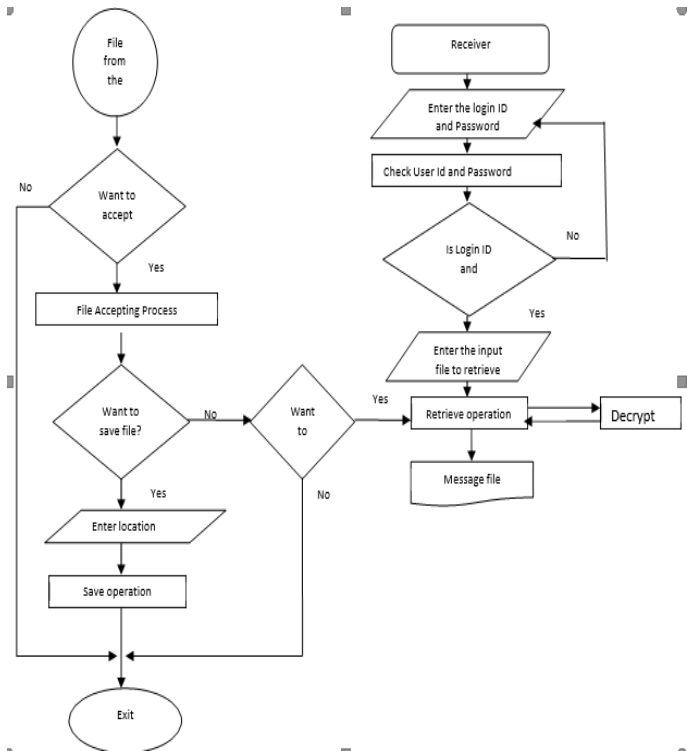 File
from
the
No
Want to
accept
Yes
File Accepting Process
Want to
save file?
No
Yes
Enter location
Save operation
Exit
Want
to
Yes
No
Receiver
Enter the login ID
and Password
Check User Id and Password
Is Login ID
and
No
Yes
Enter the input
file to retrieve
Retrieve operation
Decrypt
Message file